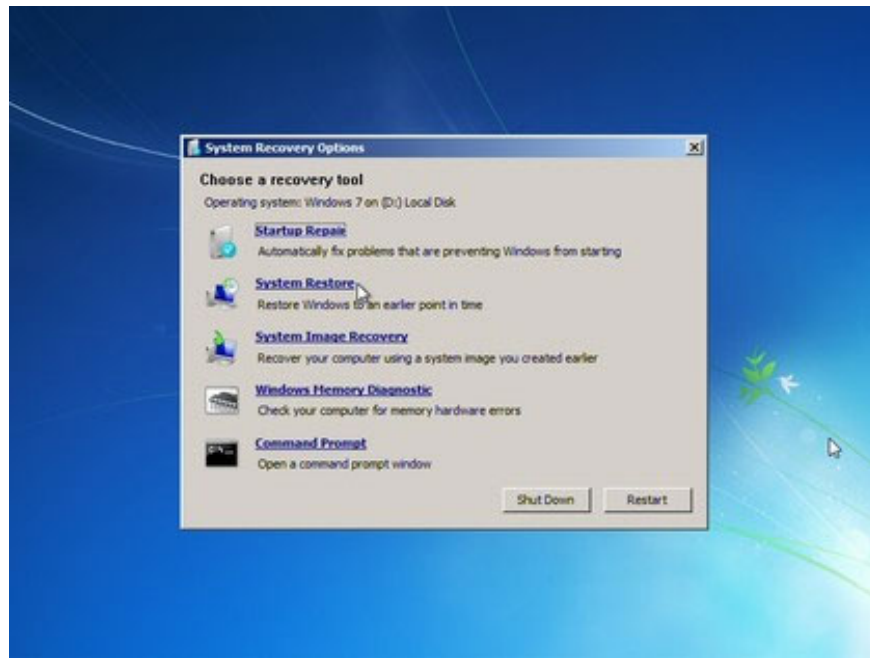 System Recovery Options
Choose a recovery tool
Operating system: Windows 7 on (D:) Local Disk
Startup Repair
Automatically fix problems that are preventing Windows from starting
System Restore
Restore Windows to an earlier point in time
System Image Recovery
Recover your computer using a system image you created earlier
Windows Memory Diagnostic
Check your computer for memory hardware errors
Command Prompt
Open a command prompt window
Shut Down Restart